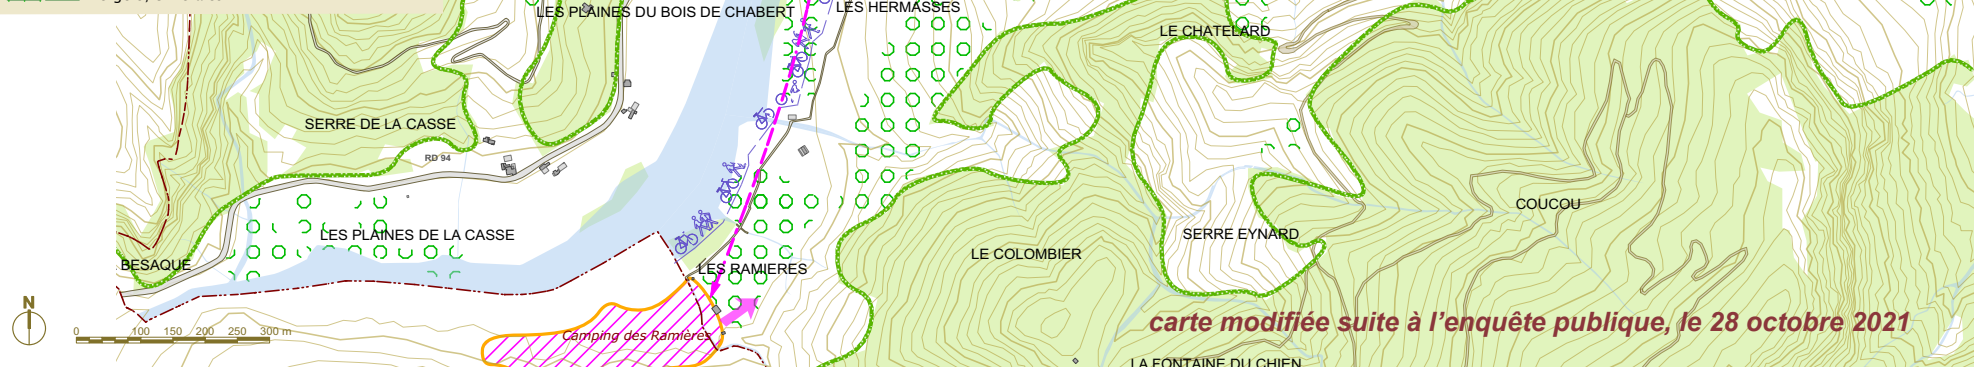 LES PLAINES DU BOIS DE CHABERT
LES HERMASSES
LE CHATELARD
SERRE DE LA CASSE
RD 94
COUCOU
LES PLAINES DE LA CASSE
SERRE EYNARD
LE COLOMBIER
BESAQUE
LES RAMIERES
N
0 100 150 200 250 300 m
Camping des Ramières
carte modifiée suite à l'enquête publique, le 28 octobre 2021
LA FONTAINE DU CHIEN